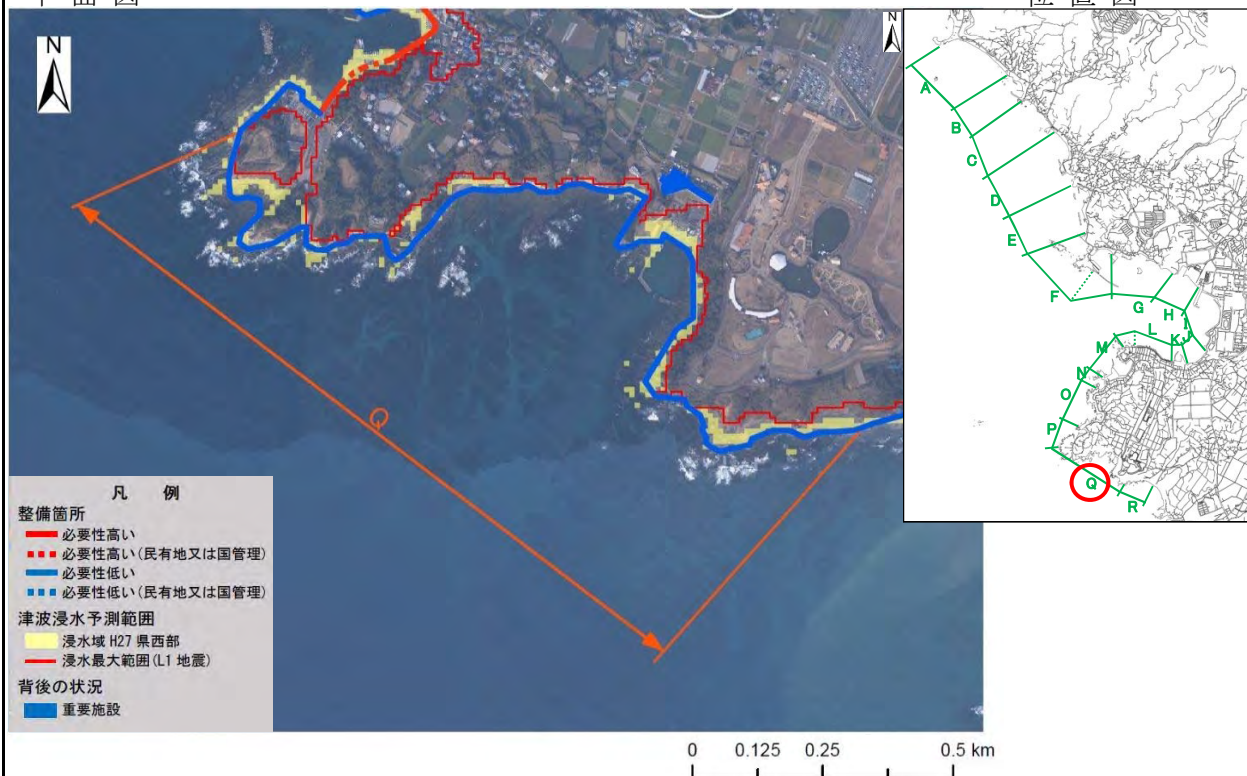 平面図
位置図
N
N
Q
凡 例
整備箇所
必要性高い
必要性高い(民有地又は国管理)
必要性低い
必要性低い(民有地又は国管理)
津波浸水予測範囲
浸水域 H27 県西部
浸水最大範囲(L1 地震)
背後の状況
重要施設
A
B
C
D
E
F
G
H
I
J
K
L
M
N
O
P
Q
R
0 0.125 0.25 0.5 km